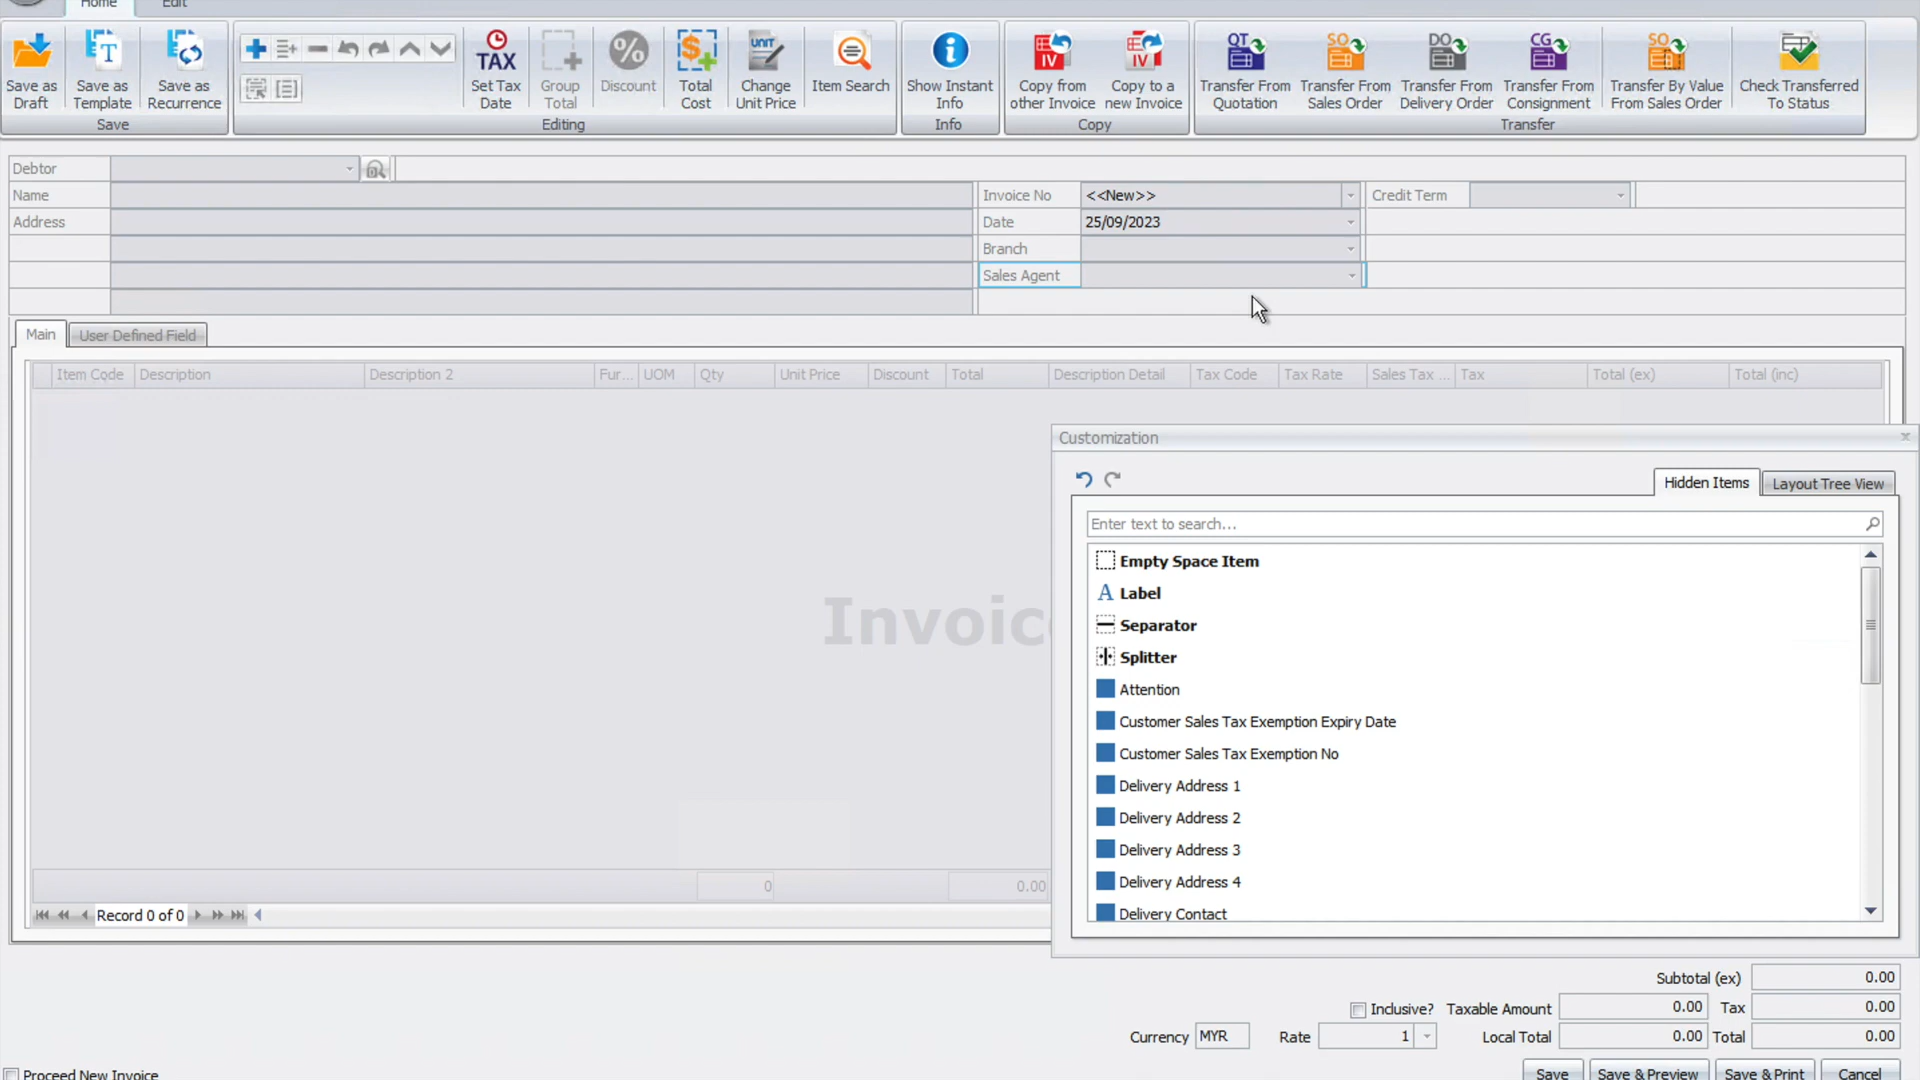 Home Edit
Save as Draft
Save as Template
Save as Recurrence
Save
Set Tax Date
Group Total
Discount
Total Cost
Change Unit Price
Item Search
Editing
Show Instant Info
Info
Copy from other Invoice
Copy to a new Invoice
Copy
Transfer From Quotation
Transfer From Sales Order
Transfer From Delivery Order
Transfer From Consignment
Transfer By Value From Sales Order
Check Transferred To Status
Transfer
Debtor
Name
Invoice No <<New>> Credit Term
Address
Date 25/09/2023
Branch
Sales Agent
Main User Defined Field
Item Code Description Description 2 Fur... UOM Qty Unit Price Discount Total Description Detail Tax Code Tax Rate Sales Tax ... Tax Total (ex) Total (inc)
Customization
Hidden Items Layout Tree View
Enter text to search...
Empty Space Item
Label
Separator
Splitter
Attention
Customer Sales Tax Exemption Expiry Date
Customer Sales Tax Exemption No
Delivery Address 1
Delivery Address 2
Delivery Address 3
Delivery Address 4
Delivery Contact
Invoice
0 0.00
Record 0 of 0
Subtotal (ex) 0.00
Inclusive? Taxable Amount 0.00 Tax 0.00
Currency MYR Rate 1 Local Total 0.00 Total 0.00
Proceed New Invoice
Save Save & Preview Save & Print Cancel